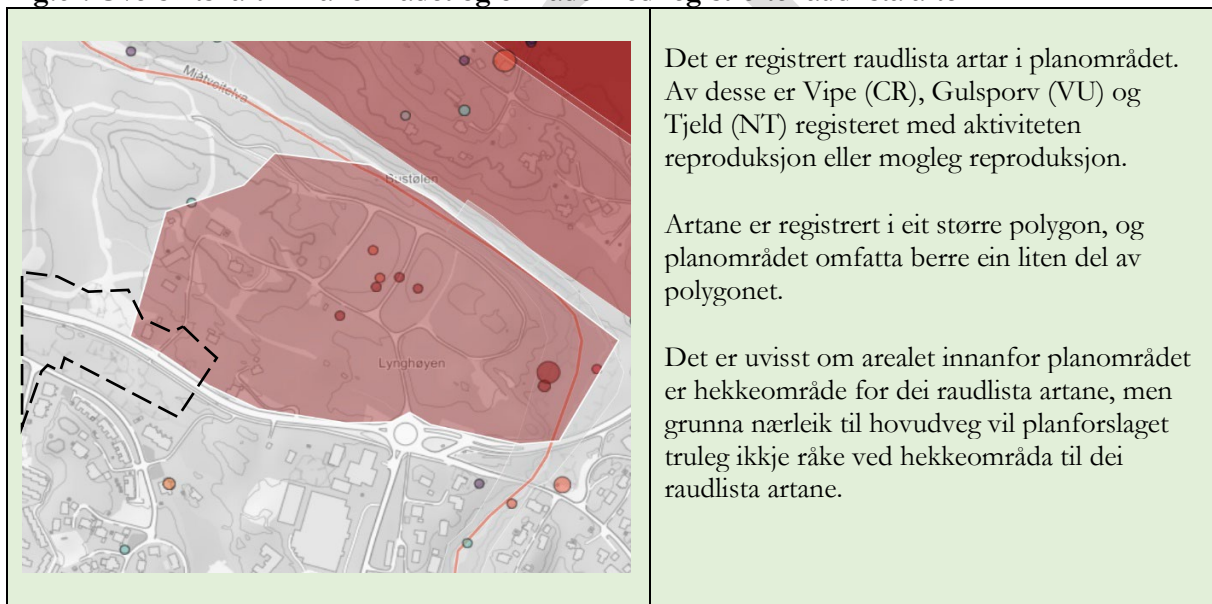 Mjåtveitelva
Bustølen
Lynghøyen
Det er registrert raudlista artar i planområdet.
Av desse er Vipe (CR), Gulsporv (VU) og
Tjeld (NT) registeret med aktiviteten
reproduksjon eller mogleg reproduksjon.
Artane er registrert i eit større polygon, og
planområdet omfatta berre ein liten del av
polygonet.
Det er uvisst om arealet innanfor planområdet
er hekkeområde for dei raudlista artane, men
grunna nærleik til hovudveg vil planforslaget
truleg ikkje råke ved hekkeområda til dei
raudlista artane.